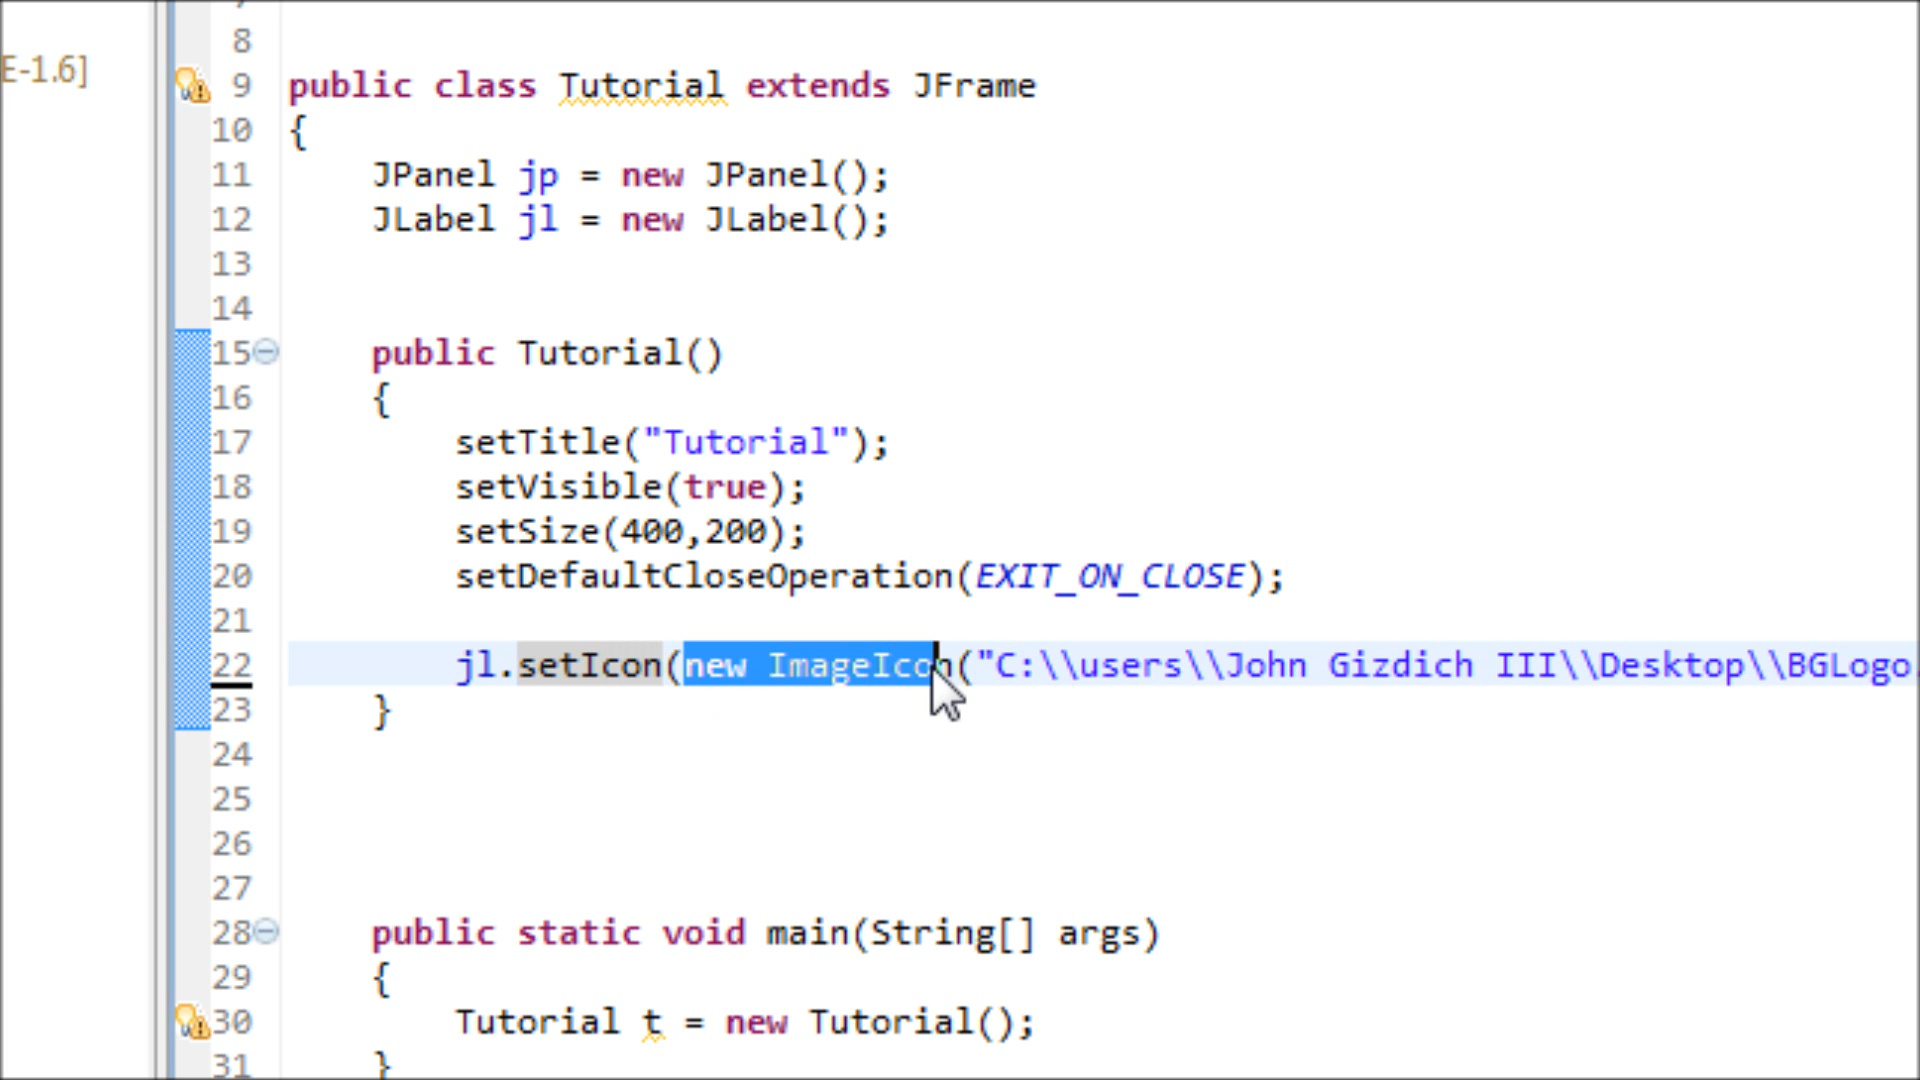 8
E-1.6]
9 public class Tutorial extends JFrame
10 {
11 JPanel jp = new JPanel();
12 JLabel jl = new JLabel();
13
14
15 public Tutorial()
16 {
17 setTitle("Tutorial");
18 setVisible(true);
19 setSize(400,200);
20 setDefaultCloseOperation(EXIT_ON_CLOSE);
21
22 jl.setIcon(new ImageIcon("C:\\users\\John Gizdich III\\Desktop\\BGLogo.
23 }
24
25
26
27
28 public static void main(String[] args)
29 {
30 Tutorial t = new Tutorial();
31 }